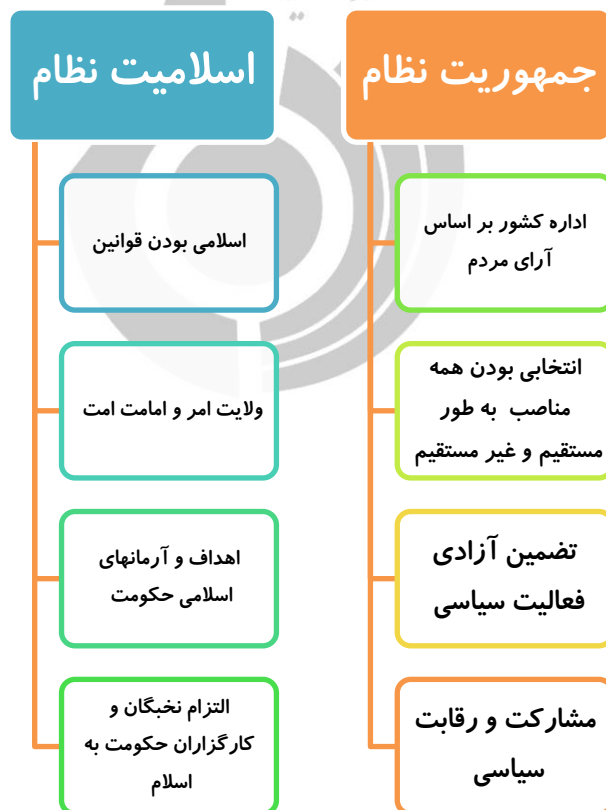 جمهوریت نظام
اداره کشور بر اساس
آرای مردم
انتخابی بودن همه
مناصب به طور
مستقیم و غیر مستقیم
تضمین آزادی
فعالیت سیاسی
مشارکت و رقابت
سیاسی
اسلامیت نظام
اسلامی بودن قوانین
ولایت امر و امامت امت
اهداف و آرمانهای
اسلامی حکومت
التزام نخبگان و
کارگزاران حکومت به
اسلام